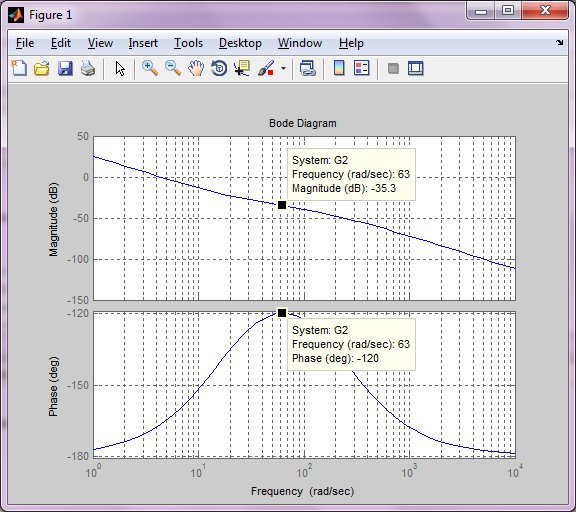 Figure 1
File Edit View Insert Tools Desktop Window Help
Bode Diagram
Magnitude (dB)
50
0
-50
-100
-150
System: G2
Frequency (rad/sec): 63
Magnitude (dB): -35.3
Phase (deg)
-120
-150
-180
System: G2
Frequency (rad/sec): 63
Phase (deg): -120
10^0 10^1 10^2 10^3 10^4
Frequency (rad/sec)